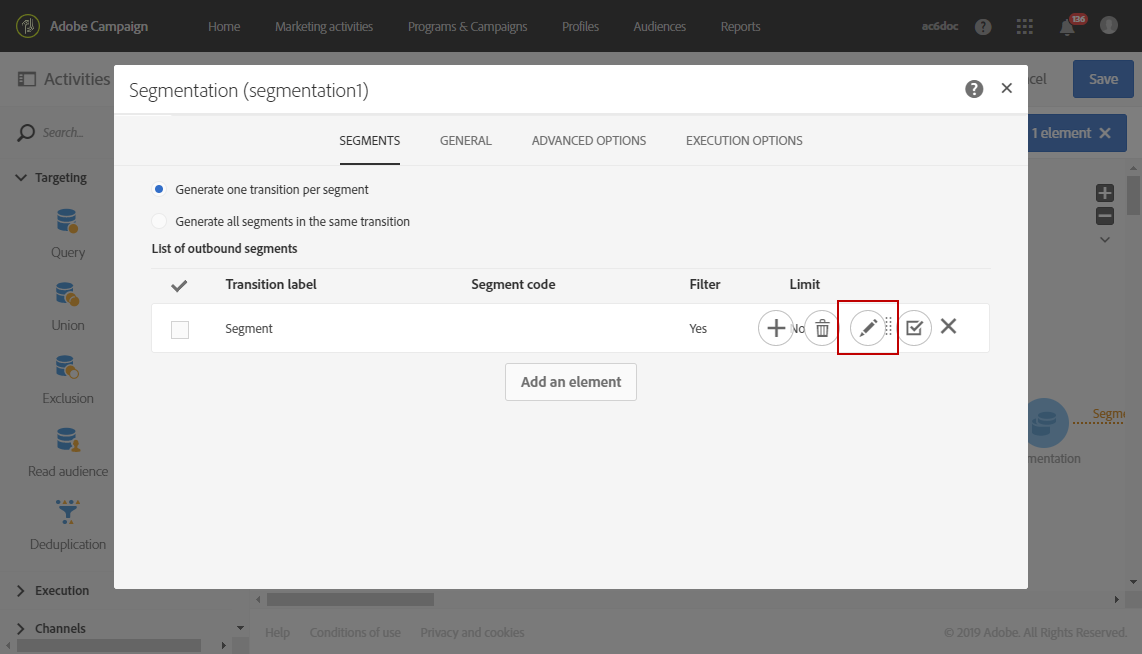 Adobe Campaign Home Marketing activities Programs & Campaigns Profiles Audiences Reports ac6doc ? 136
Activities
Segmentation (segmentation1) ?
cel Save
Search...
SEGMENTS GENERAL ADVANCED OPTIONS EXECUTION OPTIONS
1 element
Targeting
Generate one transition per segment
Generate all segments in the same transition
List of outbound segments
Query
Transition label Segment code Filter Limit
Segment Yes No
Union
Add an element
Exclusion
Segme
mentation
Read audience
Deduplication
Execution
Channels
Help Conditions of use Privacy and cookies © 2019 Adobe. All Rights Reserved.